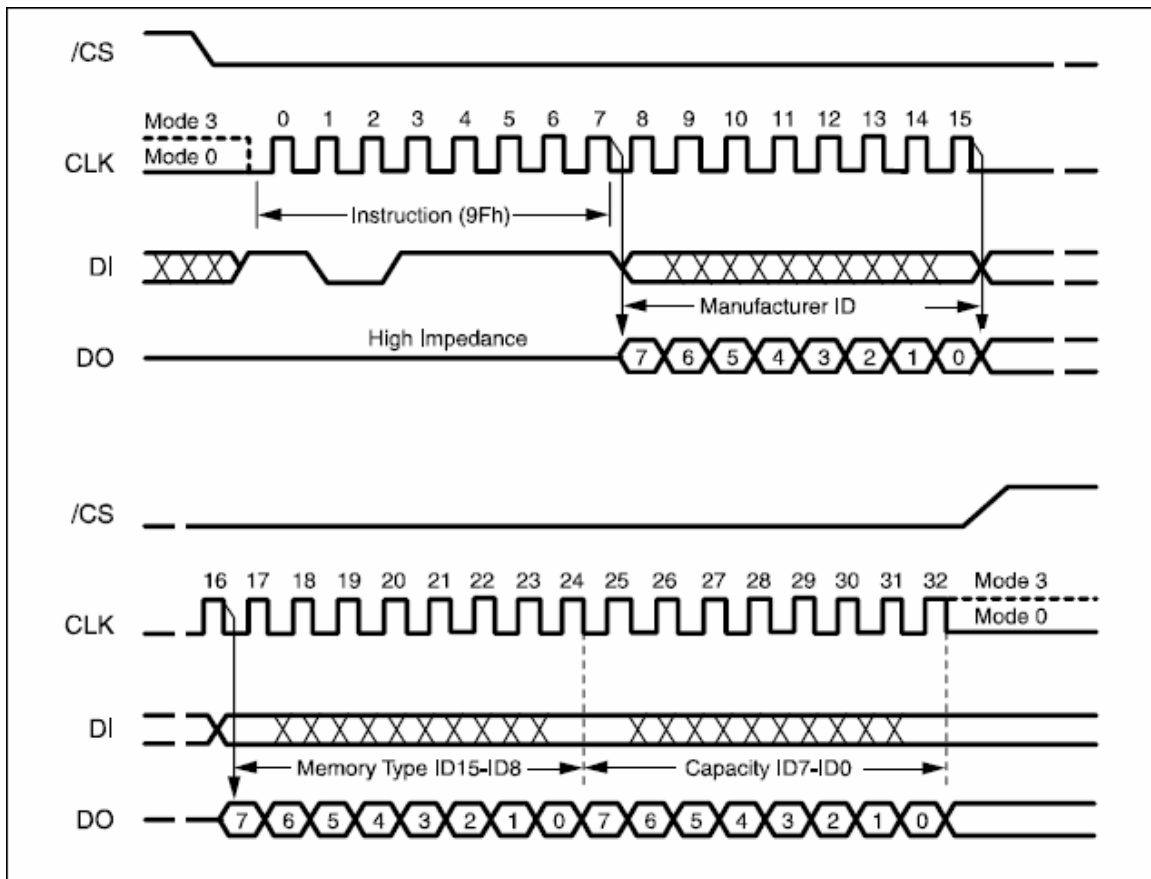 /CS
Mode 3
0 1 2 3 4 5 6 7 8 9 10 11 12 13 14 15
Mode 0
CLK
Instruction (9Fh)
DI
Manufacturer ID
High Impedance
DO
7 6 5 4 3 2 1 0
/CS
16 17 18 19 20 21 22 23 24 25 26 27 28 29 30 31 32
Mode 3
CLK
Mode 0
DI
Memory Type ID15-ID8
Capacity ID7-ID0
DO
7 6 5 4 3 2 1 0 7 6 5 4 3 2 1 0